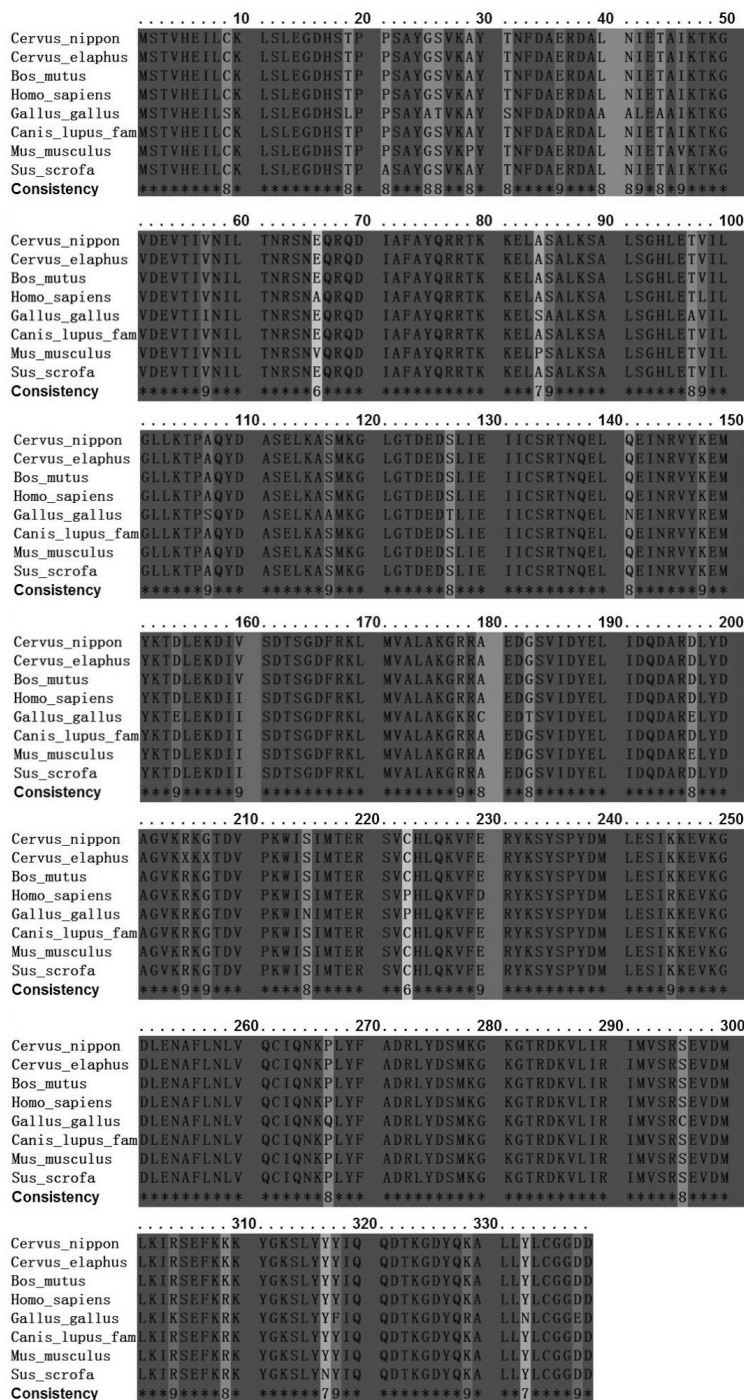 .........10.........20.........30.........40.........50
Cervus_nippon MSTVHEILCK LSLEGDHSTP PSAYGSVKAY TNFDAERDAL NIETAIKTKG
Cervus_elaphus MSTVHEILCK LSLEGDHSTP PSAYGSVKAY TNFDAERDAL NIETAIKTKG
Bos_mutus MSTVHEILCK LSLEGDHSTP PSAYGSVKAY TNFDAERDAL NIETAIKTKG
Homo_sapiens MSTVHEILCK LSLEGDHSTP PSAYGSVKAY TNFDAERDAL NIETAIKTKG
Gallus_gallus MSTVHEILSK LSLEGDHSLP PSAYATVKAY SNFDADRDAA ALEAAIKTKG
Canis_lupus_fam MSTVHEILCK LSLEGDHSTP PSAYGSVKAY TNFDAERDAL NIETAIKTKG
Mus_musculus MSTVHEILCK LSLEGDHSTP PSAYGSVKPY TNFDAERDAL NIETAVKTKG
Sus_scrofa MSTVHEILCK LSLEGDHSTP ASAYGSVKAY TNFDAERDAL NIETAIKTKG
Consistency ********8* ********8* 8***88**8* 8****9***8 89*8*9****
.........60.........70.........80.........90.........100
Cervus_nippon VDEVTIVNIL TNRSNEQRQD IAFAYQRRTK KELASALKSA LSGHLETVIL
Cervus_elaphus VDEVTIVNIL TNRSNEQRQD IAFAYQRRTK KELASALKSA LSGHLETVIL
Bos_mutus VDEVTIVNIL TNRSNEQRQD IAFAYQRRTK KELASALKSA LSGHLETVIL
Homo_sapiens VDEVTIVNIL TNRSNAQRQD IAFAYQRRTK KELASALKSA LSGHLETLIL
Gallus_gallus VDEVTIINIL TNRSNEQRQD IAFAYQRRTK KELSAALKSA LSGHLEAVIL
Canis_lupus_fam VDEVTIVNIL TNRSNEQRQD IAFAYQRRTK KELASALKSA LSGHLETVIL
Mus_musculus VDEVTIVNIL TNRSNVQRQD IAFAYQRRTK KELPSALKSA LSGHLETVIL
Sus_scrofa VDEVTIVNIL TNRSNEQRQD IAFAYQRRTK KELASALKSA LSGHLETVIL
Consistency ******9*** *****6**** ********** ***79***** ******89**
.........110.........120.........130.........140.........150
Cervus_nippon GLLKTPAQYD ASELKASMKG LGTDEDSLIE IICSRTNQEL QEINRVYKEM
Cervus_elaphus GLLKTPAQYD ASELKASMKG LGTDEDSLIE IICSRTNQEL QEINRVYKEM
Bos_mutus GLLKTPAQYD ASELKASMKG LGTDEDSLIE IICSRTNQEL QEINRVYKEM
Homo_sapiens GLLKTPAQYD ASELKASMKG LGTDEDSLIE IICSRTNQEL QEINRVYKEM
Gallus_gallus GLLKTPSQYD ASELKAAMKG LGTDEDTLIE IICSRTNQEL NEINRVYREM
Canis_lupus_fam GLLKTPAQYD ASELKASMKG LGTDEDSLIE IICSRTNQEL QEINRVYKEM
Mus_musculus GLLKTPAQYD ASELKASMKG LGTDEDSLIE IICSRTNQEL QEINRVYKEM
Sus_scrofa GLLKTPAQYD ASELKASMKG LGTDEDSLIE IICSRTNQEL QEINRVYKEM
Consistency ******9*** ******9*** ******8*** ********** 8******9**
.........160.........170.........180.........190.........200
Cervus_nippon YKTDLEKDIV SDTSGDFRKL MVALAKGRRA EDGSVIDYEL IDQDARDLYD
Cervus_elaphus YKTDLEKDIV SDTSGDFRKL MVALAKGRRA EDGSVIDYEL IDQDARDLYD
Bos_mutus YKTDLEKDIV SDTSGDFRKL MVALAKGRRA EDGSVIDYEL IDQDARDLYD
Homo_sapiens YKTDLEKDII SDTSGDFRKL MVALAKGRRA EDGSVIDYEL IDQDARDLYD
Gallus_gallus YKTELEKDII SDTSGDFRKL MVALAKGKRC EDTSVIDYEL IDQDARELYD
Canis_lupus_fam YKTDLEKDII SDTSGDFRKL MVALAKGRRA EDGSVIDYEL IDQDARDLYD
Mus_musculus YKTDLEKDII SDTSGDFRKL MVALAKGRRA EDGSVIDYEL IDQDARDLYD
Sus_scrofa YKTDLEKDII SDTSGDFRKL MVALAKGRRA EDGSVIDYEL IDQDARDLYD
Consistency ***9*****9 ********** *******9*8 **8******* ******8***
.........210.........220.........230.........240.........250
Cervus_nippon AGVKRKGTDV PKWISIMTER SVCHLQKVFE RYKSYSPYDM LESIKKEVKG
Cervus_elaphus AGVKXKXTDV PKWISIMTER SVCHLQKVFE RYKSYSPYDM LESIKKEVKG
Bos_mutus AGVKRKGTDV PKWISIMTER SVCHLQKVFE RYKSYSPYDM LESIKKEVKG
Homo_sapiens AGVKRKGTDV PKWISIMTER SVPHLQKVFD RYKSYSPYDM LESIRKEVKG
Gallus_gallus AGVKRKGTDV PKWINIMTER SVPHLQKVFE RYKSYSPYDM LESIKKEVKG
Canis_lupus_fam AGVKRKGTDV PKWISIMTER SVCHLQKVFE RYKSYSPYDM LESIKKEVKG
Mus_musculus AGVKRKGTDV PKWISIMTER SVCHLQKVFE RYKSYSPYDM LESIKKEVKG
Sus_scrofa AGVKRKGTDV PKWISIMTER SVCHLQKVFE RYKSYSPYDM LESIKKEVKG
Consistency ****9*9*** ****8***** **6******9 ********** ****9*****
.........260.........270.........280.........290.........300
Cervus_nippon DLENAFLNLV QCIQNKPLYF ADRLYDSMKG KGTRDKVLIR IMVSRSEVDM
Cervus_elaphus DLENAFLNLV QCIQNKPLYF ADRLYDSMKG KGTRDKVLIR IMVSRSEVDM
Bos_mutus DLENAFLNLV QCIQNKPLYF ADRLYDSMKG KGTRDKVLIR IMVSRSEVDM
Homo_sapiens DLENAFLNLV QCIQNKPLYF ADRLYDSMKG KGTRDKVLIR IMVSRSEVDM
Gallus_gallus DLENAFLNLV QCIQNKQLYF ADRLYDSMKG KGTRDKVLIR IMVSRCEVDM
Canis_lupus_fam DLENAFLNLV QCIQNKPLYF ADRLYDSMKG KGTRDKVLIR IMVSRSEVDM
Mus_musculus DLENAFLNLV QCIQNKPLYF ADRLYDSMKG KGTRDKVLIR IMVSRSEVDM
Sus_scrofa DLENAFLNLV QCIQNKPLYF ADRLYDSMKG KGTRDKVLIR IMVSRSEVDM
Consistency ********** ******8*** ********** ********** *****8****
.........310.........320.........330.........
Cervus_nippon LKIRSEFKKK YGKSLYYYIQ QDTKGDYQKA LLYLCGGDD
Cervus_elaphus LKIRSEFKKK YGKSLYYYIQ QDTKGDYQKA LLYLCGGDD
Bos_mutus LKIRSEFKKK YGKSLYYYIQ QDTKGDYQKA LLYLCGGDD
Homo_sapiens LKIRSEFKRK YGKSLYYYIQ QDTKGDYQKA LLYLCGGDD
Gallus_gallus LKIKSEFKRK YGKSLYYFIQ QDTKGDYQRA LLNLCGGED
Canis_lupus_fam LKIRSEFKRK YGKSLYYYIQ QDTKGDYQKA LLYLCGGDD
Mus_musculus LKIRSEFKRK YGKSLYYYIQ QDTKGDYQKA LLYLCGGDD
Sus_scrofa LKIRSEFKRK YGKSLYNYIQ QDTKGDYQKA LLYLCGGDD
Consistency ***9****8* ******79** ********9* **7****9*